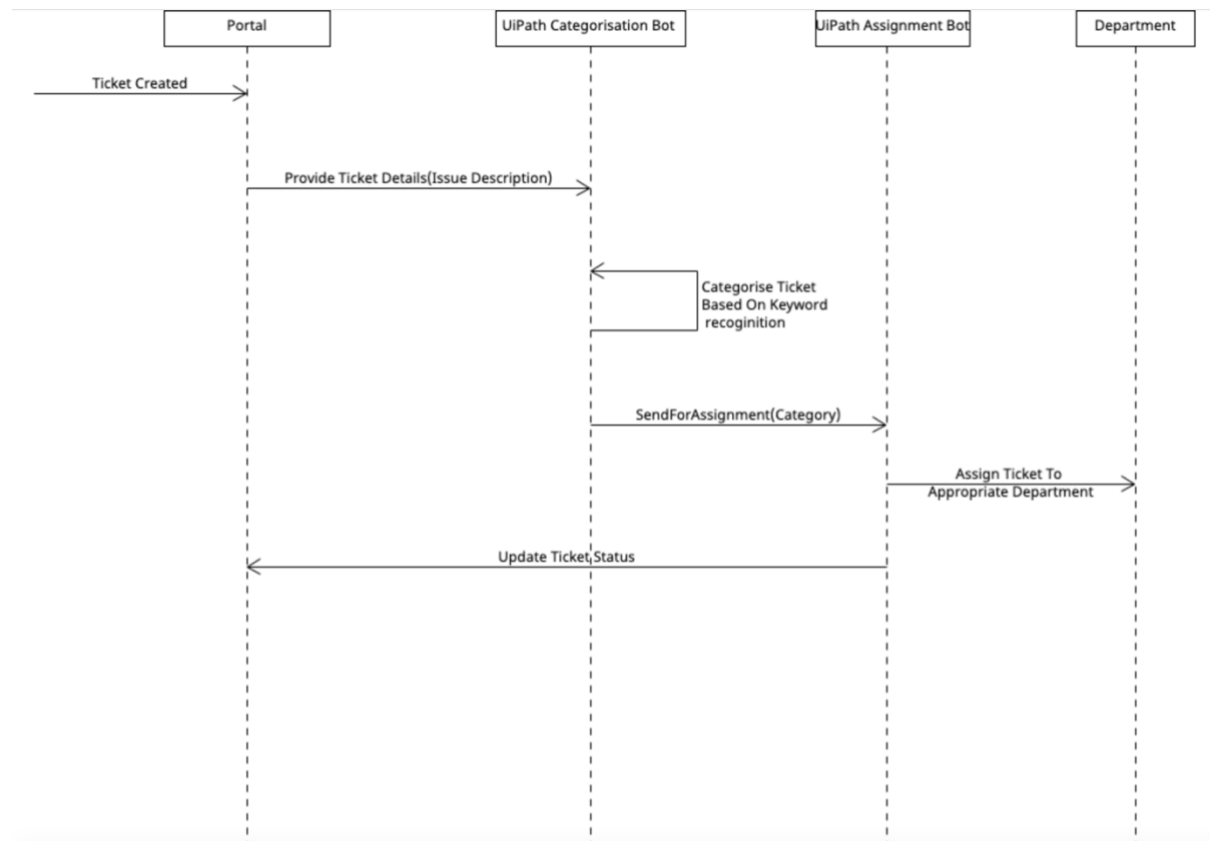 Portal
UiPath Categorisation Bot
UiPath Assignment Bot
Department
Ticket Created
Provide Ticket Details(Issue Description)
Categorise Ticket
Based On Keyword
recoginition
SendForAssignment(Category)
Assign Ticket To
Appropriate Department
Update Ticket Status